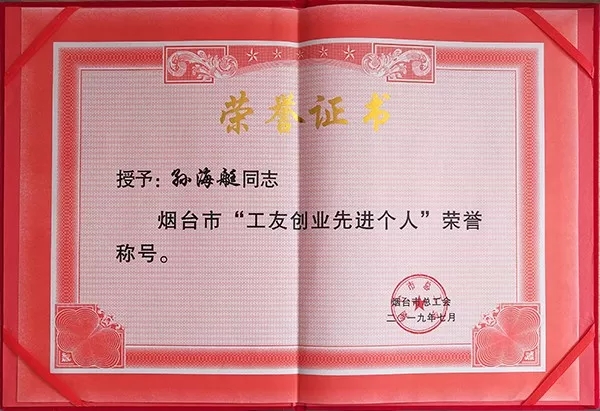 荣誉证书
授予：孙海艇同志
烟台市“工友创业先进个人”荣誉
称号。
烟台市总工会
二〇一九年七月